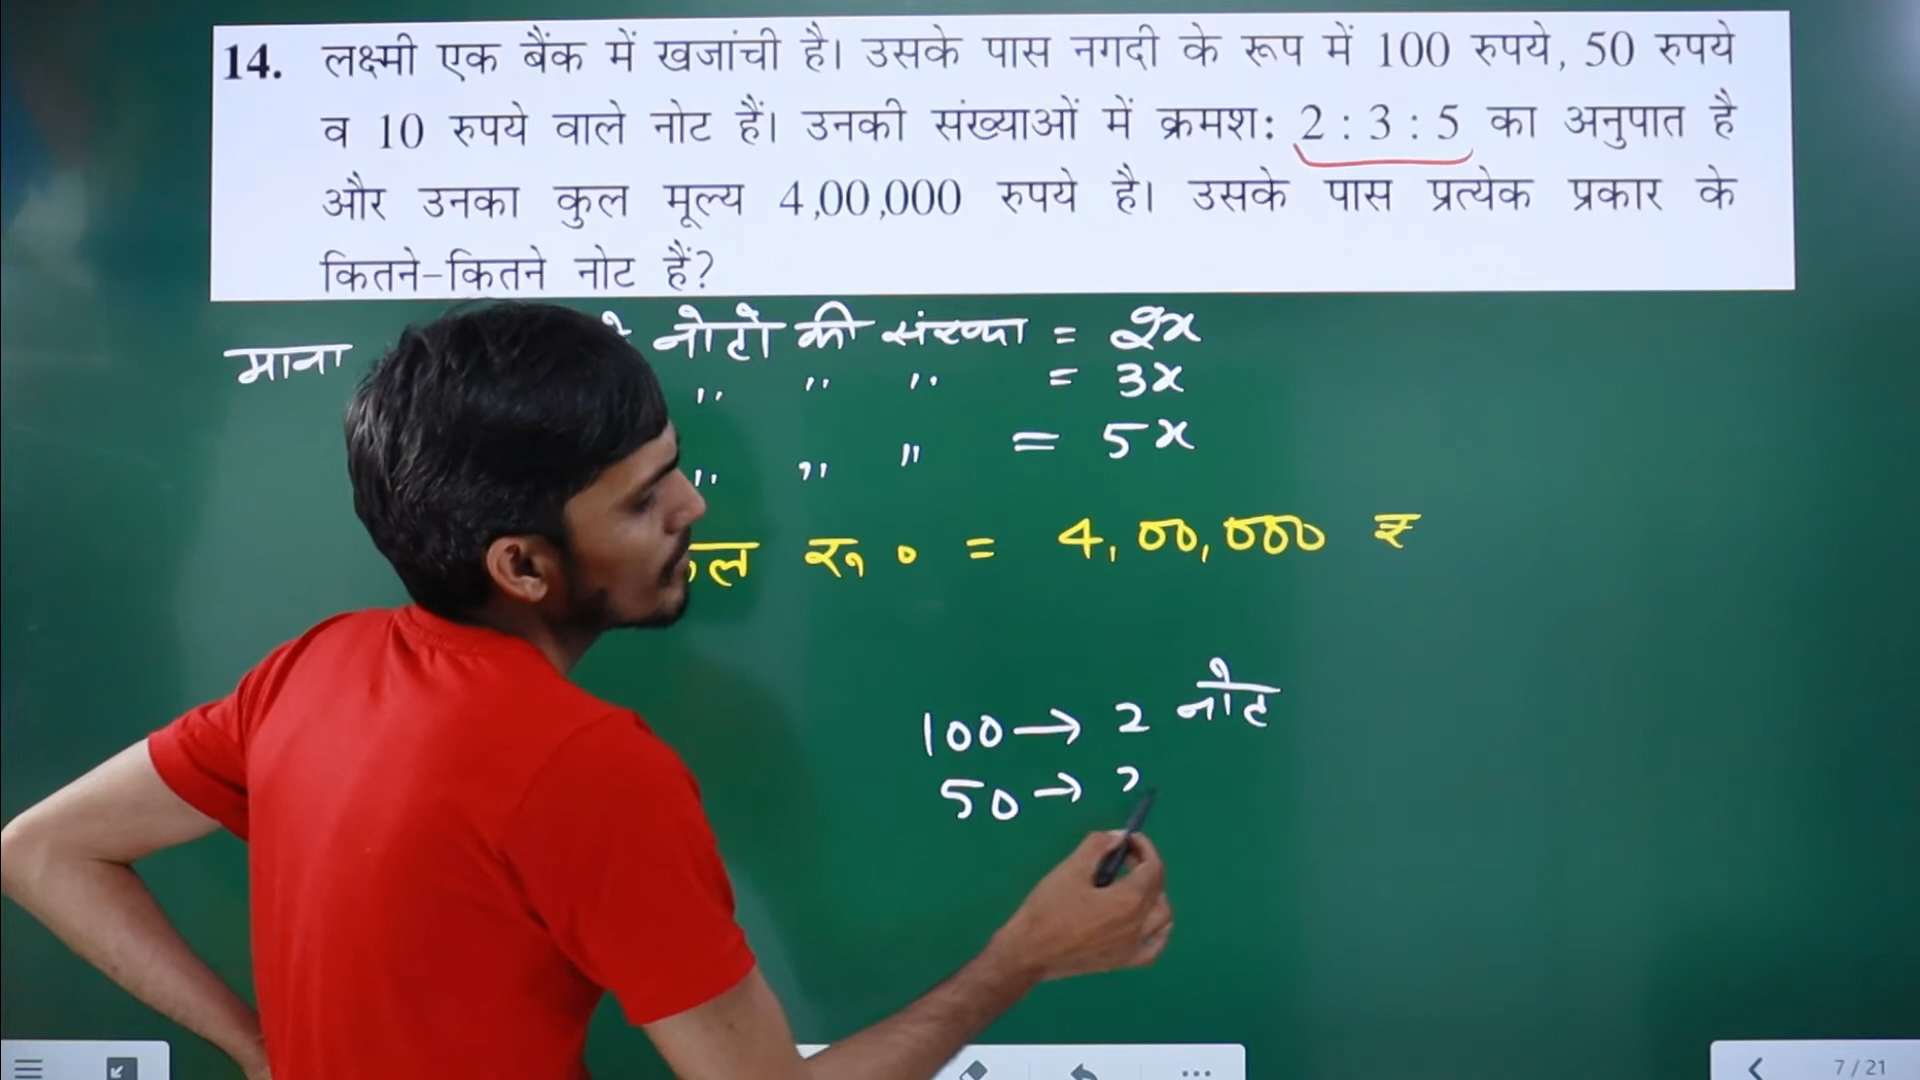 14. लक्ष्मी एक बैंक में खजांची है। उसके पास नगदी के रूप में 100 रुपये, 50 रुपये
व 10 रुपये वाले नोट हैं। उनकी संख्याओं में क्रमश: 2 : 3 : 5 का अनुपात है
और उनका कुल मूल्य 4,00,000 रुपये है। उसके पास प्रत्येक प्रकार के
कितने-कितने नोट हैं?
माना नोटो की संख्या = 2x
,, '' '' = 3x
,, '' '' = 5x
रू० = 4,00,000 ₹
100 → 2 नोट
50 →
7 / 21